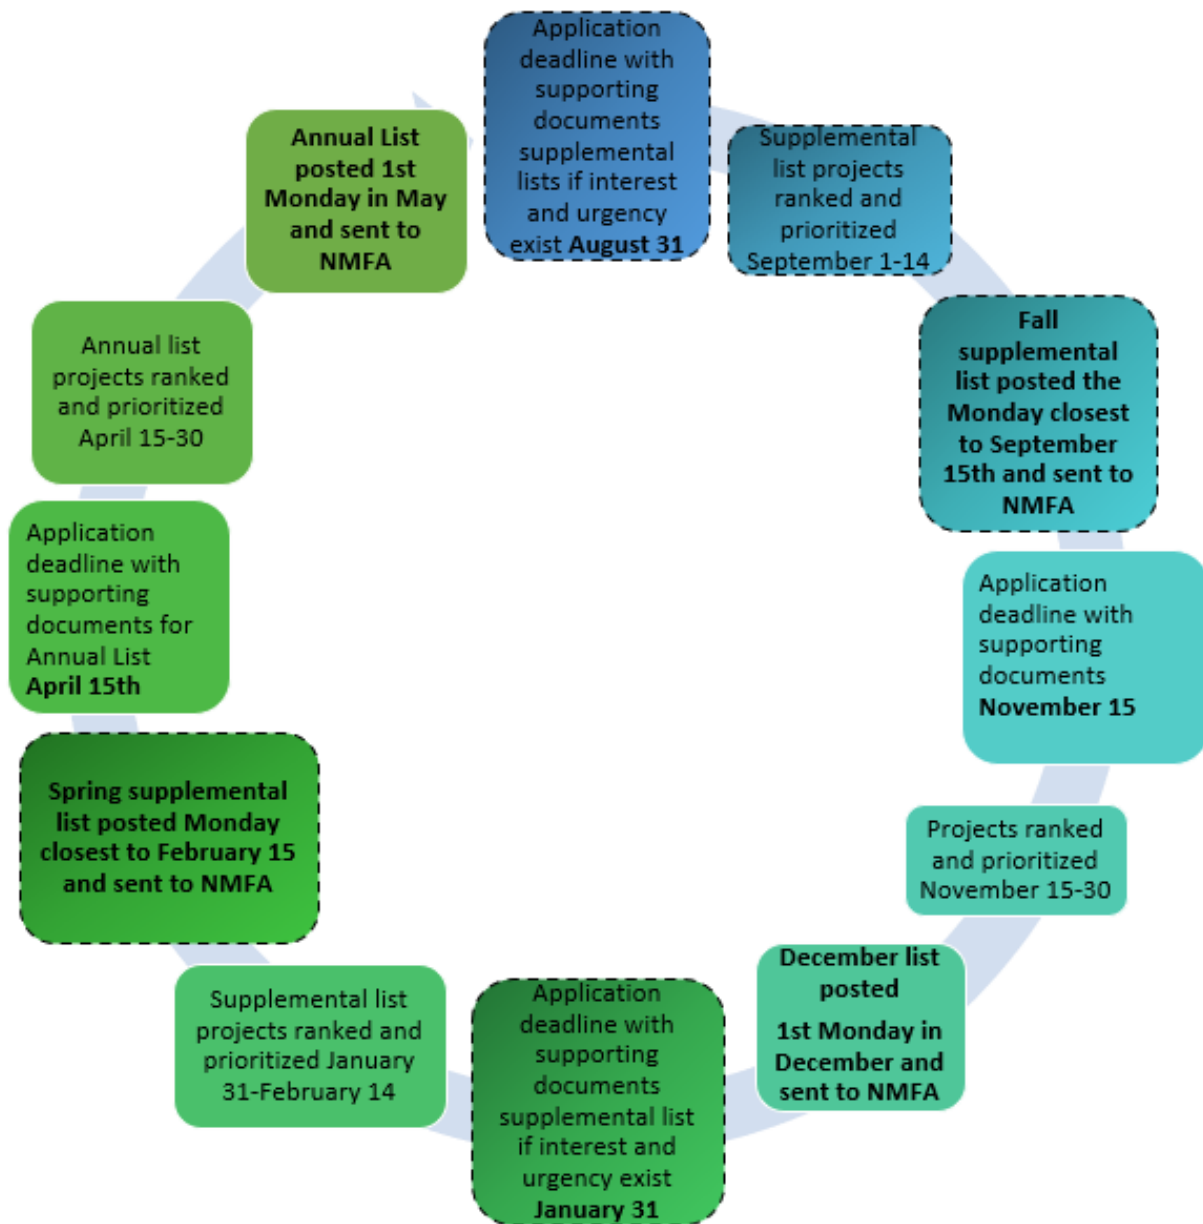 Application
deadline with
supporting
documents
supplemental
lists if interest
and urgency
exist August 31
Supplemental
list projects
ranked and
prioritized
September 1-14
Fall
supplemental
list posted the
Monday closest
to September
15th and sent to
NMFA
Application
deadline with
supporting
documents
November 15
Projects ranked
and prioritized
November 15-30
December list
posted
1st Monday in
December and
sent to NMFA
Application
deadline with
supporting
documents
supplemental list
if interest and
urgency exist
January 31
Supplemental list
projects ranked and
prioritized January
31-February 14
Spring supplemental
list posted Monday
closest to February 15
and sent to NMFA
Application
deadline with
supporting
documents for
Annual List
April 15th
Annual list
projects ranked
and prioritized
April 15-30
Annual List
posted 1st
Monday in May
and sent to
NMFA